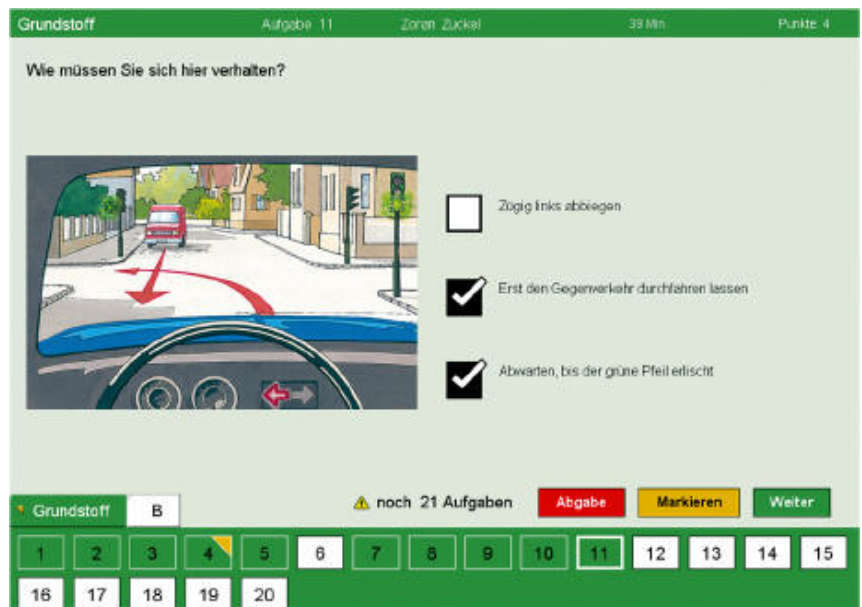 Grundstoff Aufgabe 11 Zoran Zuckel 39 Min. Punkte 4
Wie müssen Sie sich hier verhalten?
Zügig links abbiegen
Erst den Gegenverkehr durchfahren lassen
Abwarten, bis der grüne Pfeil erlischt
Grundstoff B noch 21 Aufgaben Abgabe Markieren Weiter
1 2 3 4 5 6 7 8 9 10 11 12 13 14 15
16 17 18 19 20